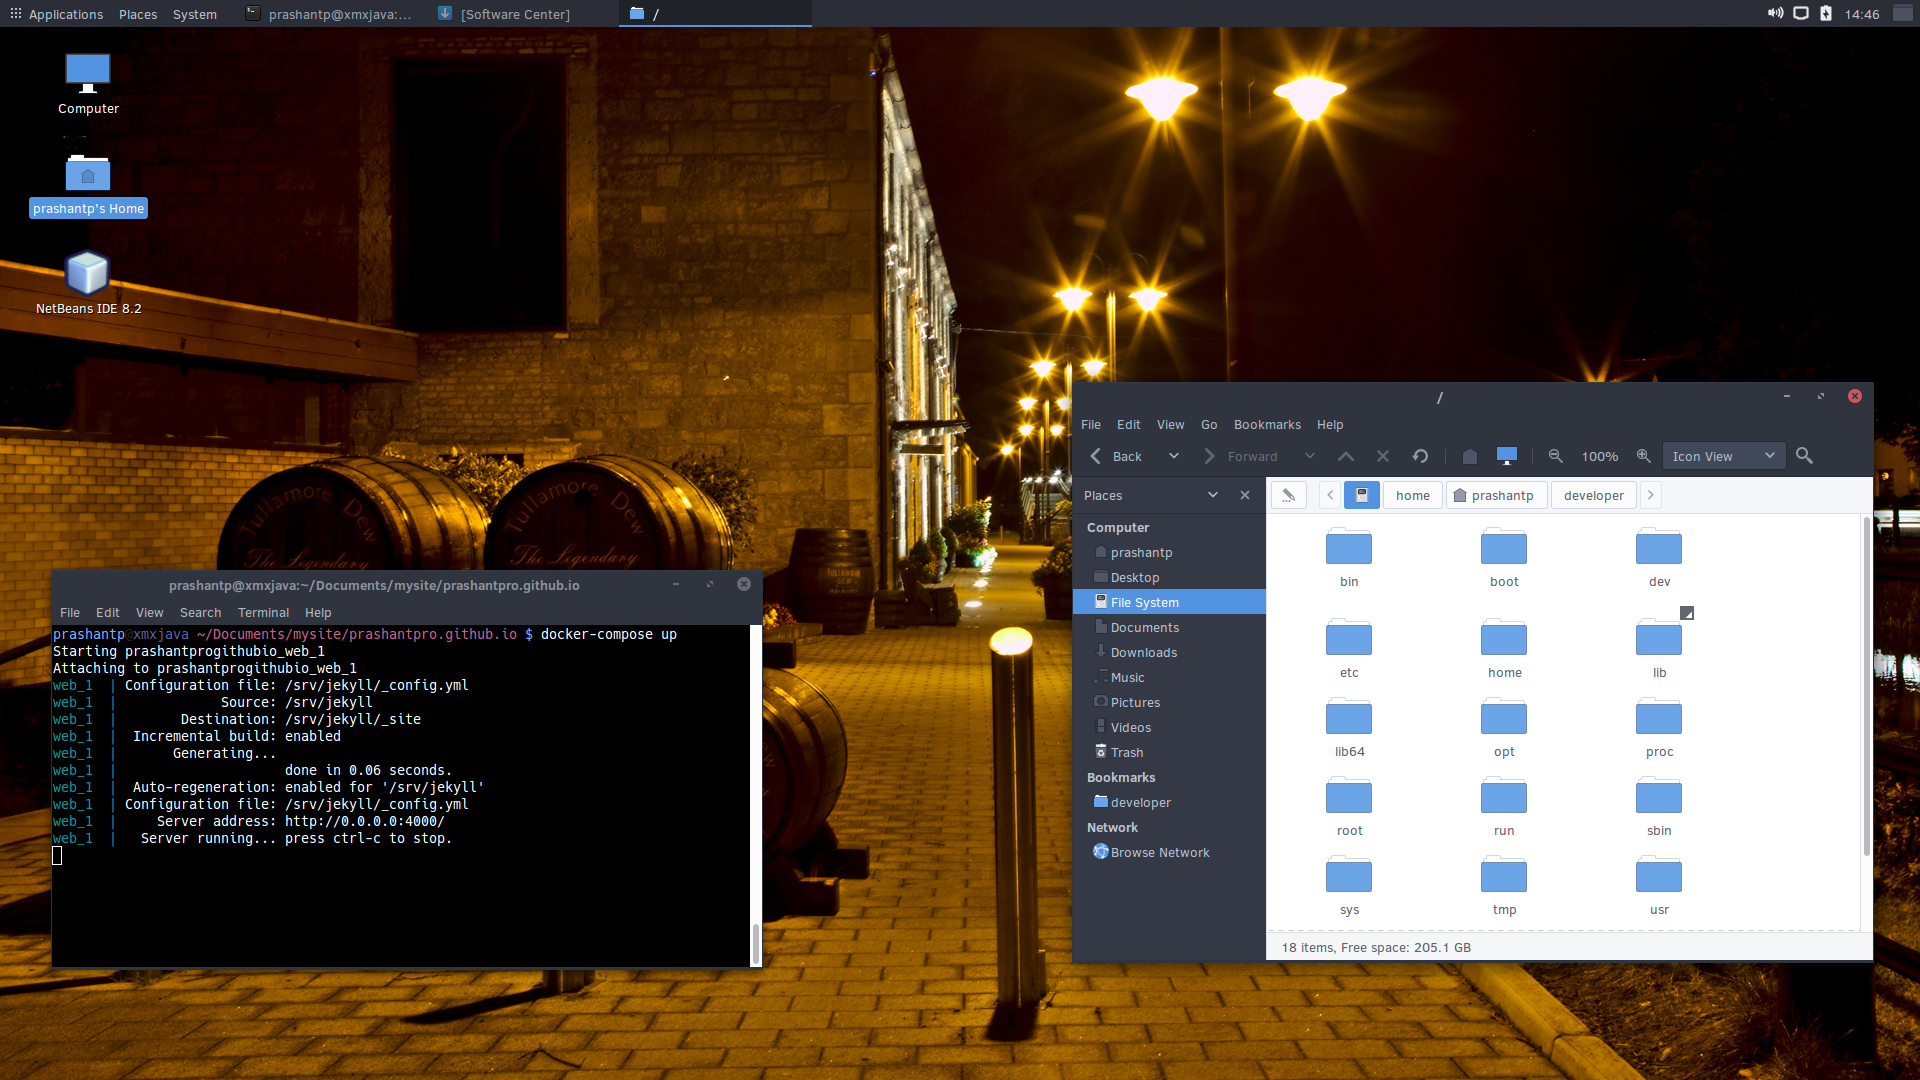 Applications Places System prashantp@xmxjava:... [Software Center] / 14:46
Computer
prashantp's Home
NetBeans IDE 8.2
Tullamore Dew
The Legendary
Tullamore Dew
The Legendary
prashantp@xmxjava:~/Documents/mysite/prashantpro.github.io
File Edit View Search Terminal Help
prashantp@xmxjava ~/Documents/mysite/prashantpro.github.io $ docker-compose up
Starting prashantprogithubio_web_1
Attaching to prashantprogithubio_web_1
web_1 | Configuration file: /srv/jekyll/_config.yml
web_1 | Source: /srv/jekyll
web_1 | Destination: /srv/jekyll/_site
web_1 | Incremental build: enabled
web_1 | Generating...
web_1 | done in 0.06 seconds.
web_1 | Auto-regeneration: enabled for '/srv/jekyll'
web_1 | Configuration file: /srv/jekyll/_config.yml
web_1 | Server address: http://0.0.0.0:4000/
web_1 | Server running... press ctrl-c to stop.
/
File Edit View Go Bookmarks Help
Back Forward 100% Icon View
Places
home prashantp developer
Computer
prashantp
Desktop
File System
Documents
Downloads
Music
Pictures
Videos
Trash
Bookmarks
developer
Network
Browse Network
bin boot dev
etc home lib
lib64 opt proc
root run sbin
sys tmp usr
18 items, Free space: 205.1 GB